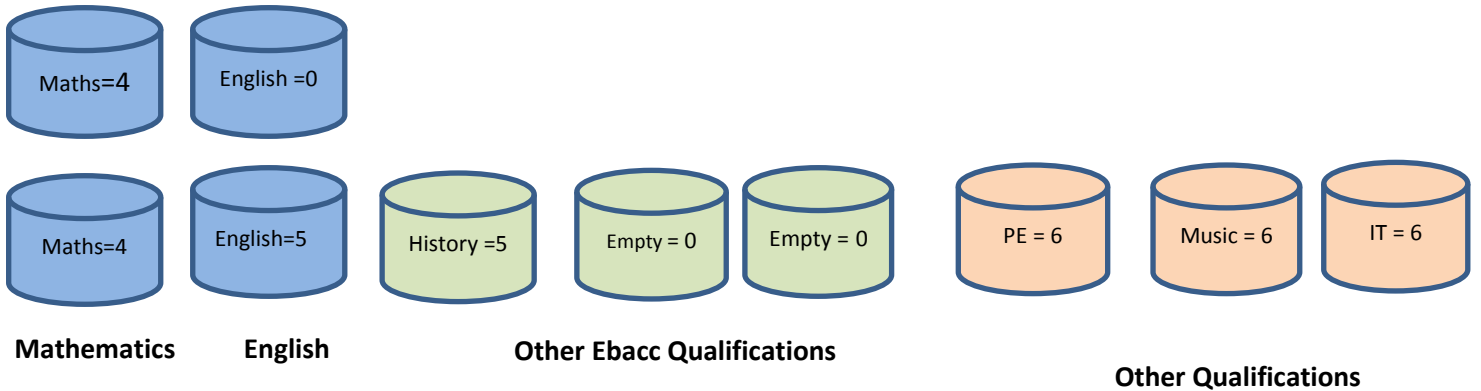 Maths=4
English =0
Maths=4
English=5
History =5
Empty = 0
Empty = 0
PE = 6
Music = 6
IT = 6
Mathematics
English
Other Ebacc Qualifications
Other Qualifications